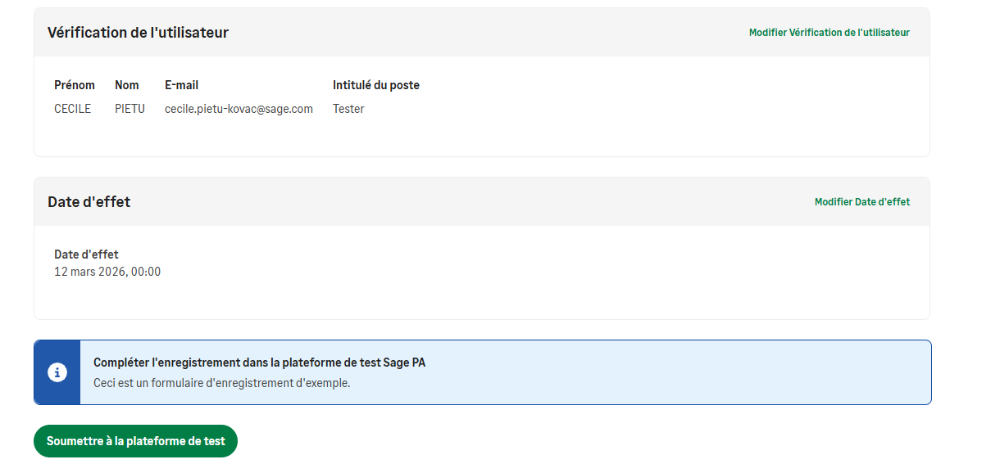 Vérification de l'utilisateur
Modifier Vérification de l'utilisateur
Prénom Nom E-mail Intitulé du poste
CECILE PIETU cecile.pietu-kovac@sage.com Tester
Date d'effet
Modifier Date d'effet
Date d'effet
12 mars 2026, 00:00
Compléter l'enregistrement dans la plateforme de test Sage PA
Ceci est un formulaire d'enregistrement d'exemple.
Soumettre à la plateforme de test